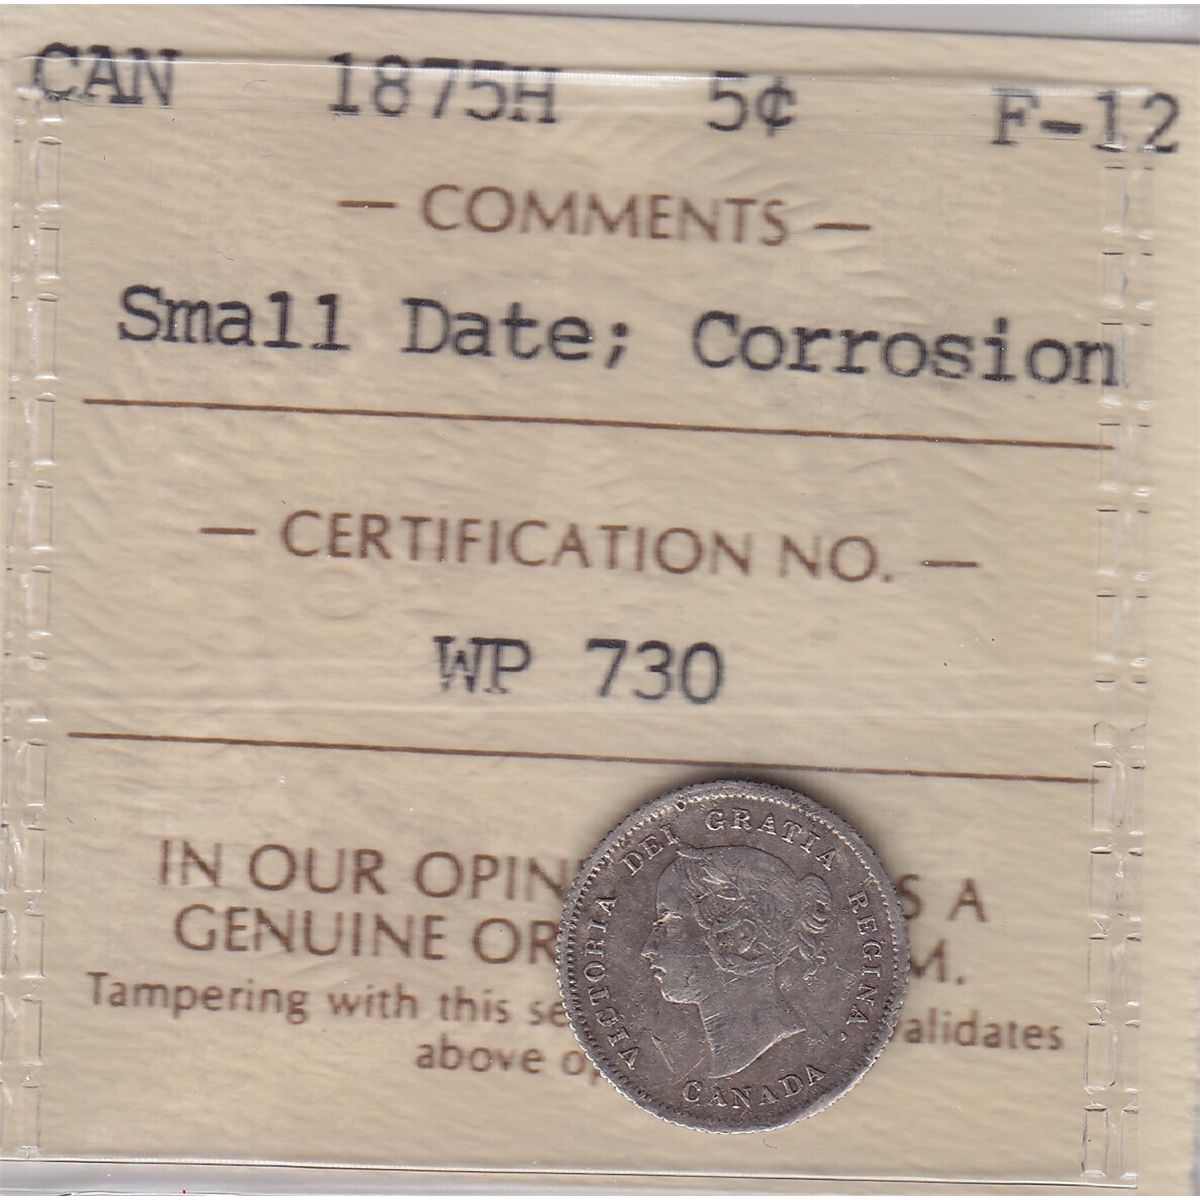 CAN 1875H 5¢ F-12
— COMMENTS —
Small Date; Corrosion
— CERTIFICATION NO. —
WP 730
IN OUR OPIN S A
GENUINE OR M.
Tampering with this se alidates
above o
VICTORIA DEI GRATIA REGINA.
CANADA